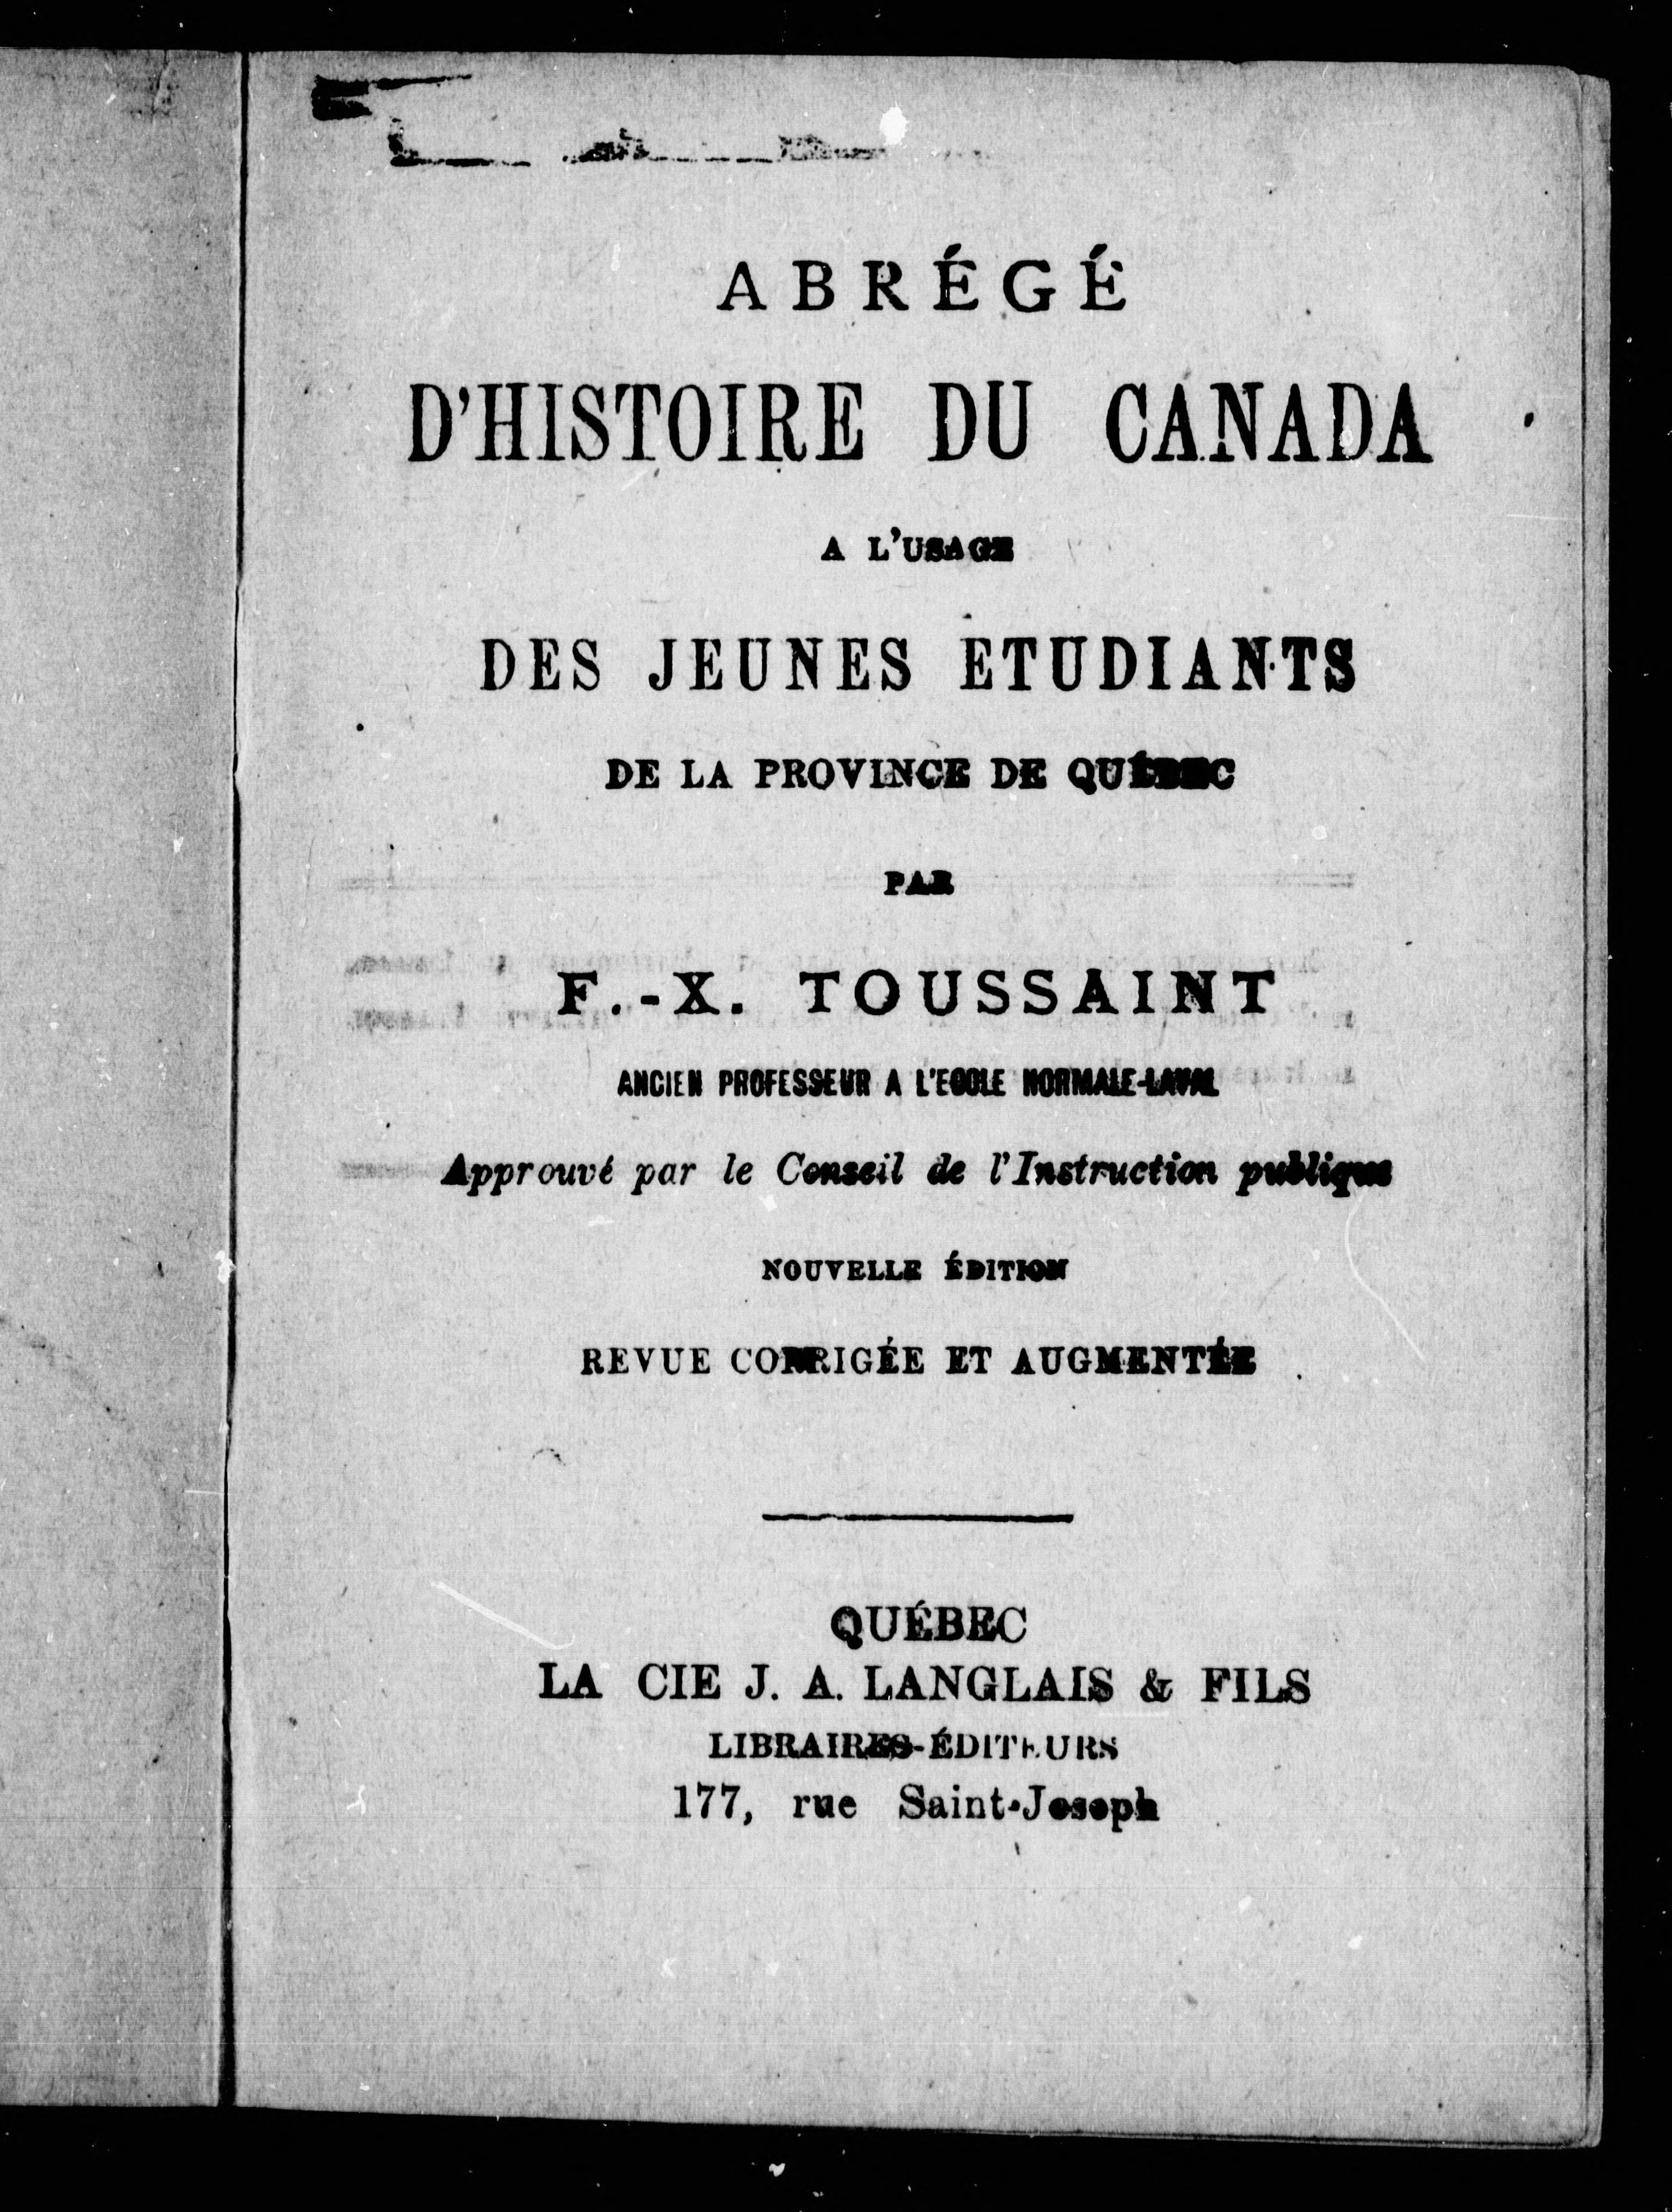 ABRÉGÉ
D'HISTOIRE DU CANADA
A L'USAGE
DES JEUNES ETUDIANTS
DE LA PROVINCE DE QUÉBEC
PAR
F.-X. TOUSSAINT
ANCIEN PROFESSEUR A L'ECOLE NORMALE-LAVAL
Approuvé par le Conseil de l'Instruction publique
NOUVELLE ÉDITION
REVUE CORRIGÉE ET AUGMENTÉE
QUÉBEC
LA CIE J. A. LANGLAIS & FILS
LIBRAIRES-ÉDITEURS
177, rue Saint-Joseph